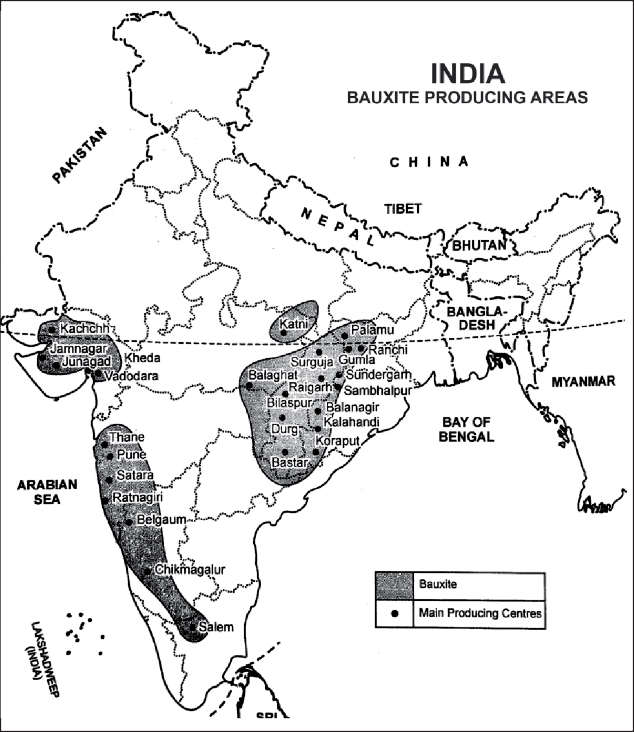 INDIA
BAUXITE PRODUCING AREAS
PAKISTAN
CHINA
TIBET
NEPAL
BHUTAN
BANGLA-
DESH
MYANMAR
Kachchh
Jamnagar
Junagad
Kheda
Vadodara
Katni
Palamu
Ranchi
Gumla
Surguja
Sundergarh
Balaghat
Raigarh
Sambhalpur
Bilaspur
Balanagir
Kalahandi
Durg
Koraput
Bastar
BAY OF
BENGAL
Thane
Pune
Satara
Ratnagiri
Belgaum
Chikmagalur
Salem
ARABIAN
SEA
LAKSHADWEEP
(INDIA)
Bauxite
Main Producing Centres
SRI